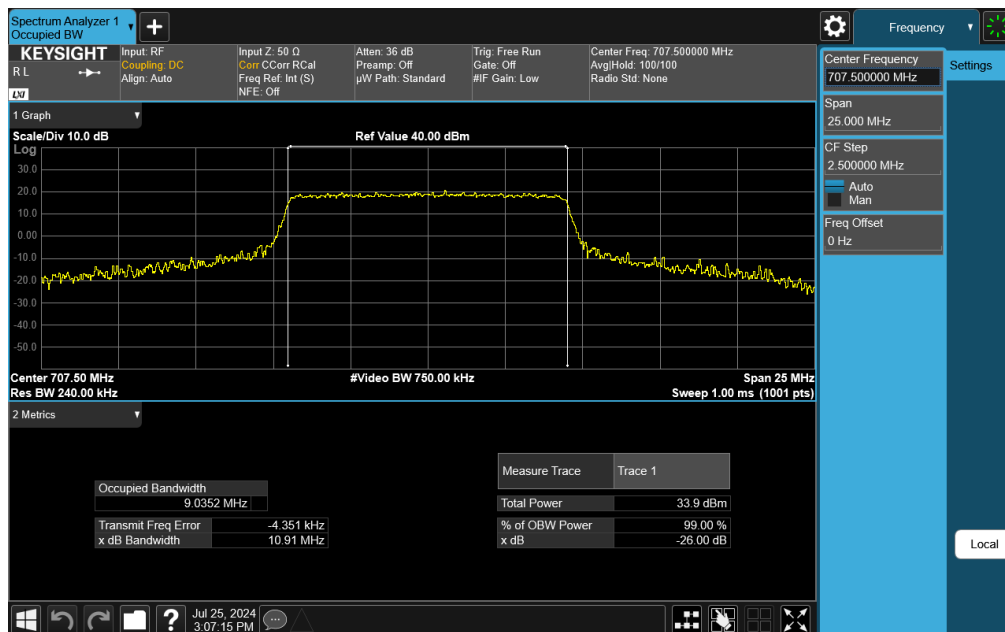 Spectrum Analyzer 1
Occupied BW
Frequency
KEYSIGHT
R L
LXI
Input: RF
Coupling: DC
Align: Auto
Input Z: 50 Ω
Corr CCorr RCal
Freq Ref: Int (S)
NFE: Off
Atten: 36 dB
Preamp: Off
µW Path: Standard
Trig: Free Run
Gate: Off
#IF Gain: Low
Center Freq: 707.500000 MHz
Avg|Hold: 100/100
Radio Std: None
Center Frequency
707.500000 MHz
Settings
Span
25.000 MHz
CF Step
2.500000 MHz
Auto
Man
Freq Offset
0 Hz
Local
1 Graph
Scale/Div 10.0 dB
Ref Value 40.00 dBm
Log
30.0
20.0
10.0
0.00
-10.0
-20.0
-30.0
-40.0
-50.0
Center 707.50 MHz
#Video BW 750.00 kHz
Span 25 MHz
Res BW 240.00 kHz
Sweep 1.00 ms (1001 pts)
2 Metrics
Measure Trace
Trace 1
Occupied Bandwidth
9.0352 MHz
Total Power
33.9 dBm
Transmit Freq Error
-4.351 kHz
% of OBW Power
99.00 %
x dB Bandwidth
10.91 MHz
x dB
-26.00 dB
?
Jul 25, 2024
3:07:15 PM